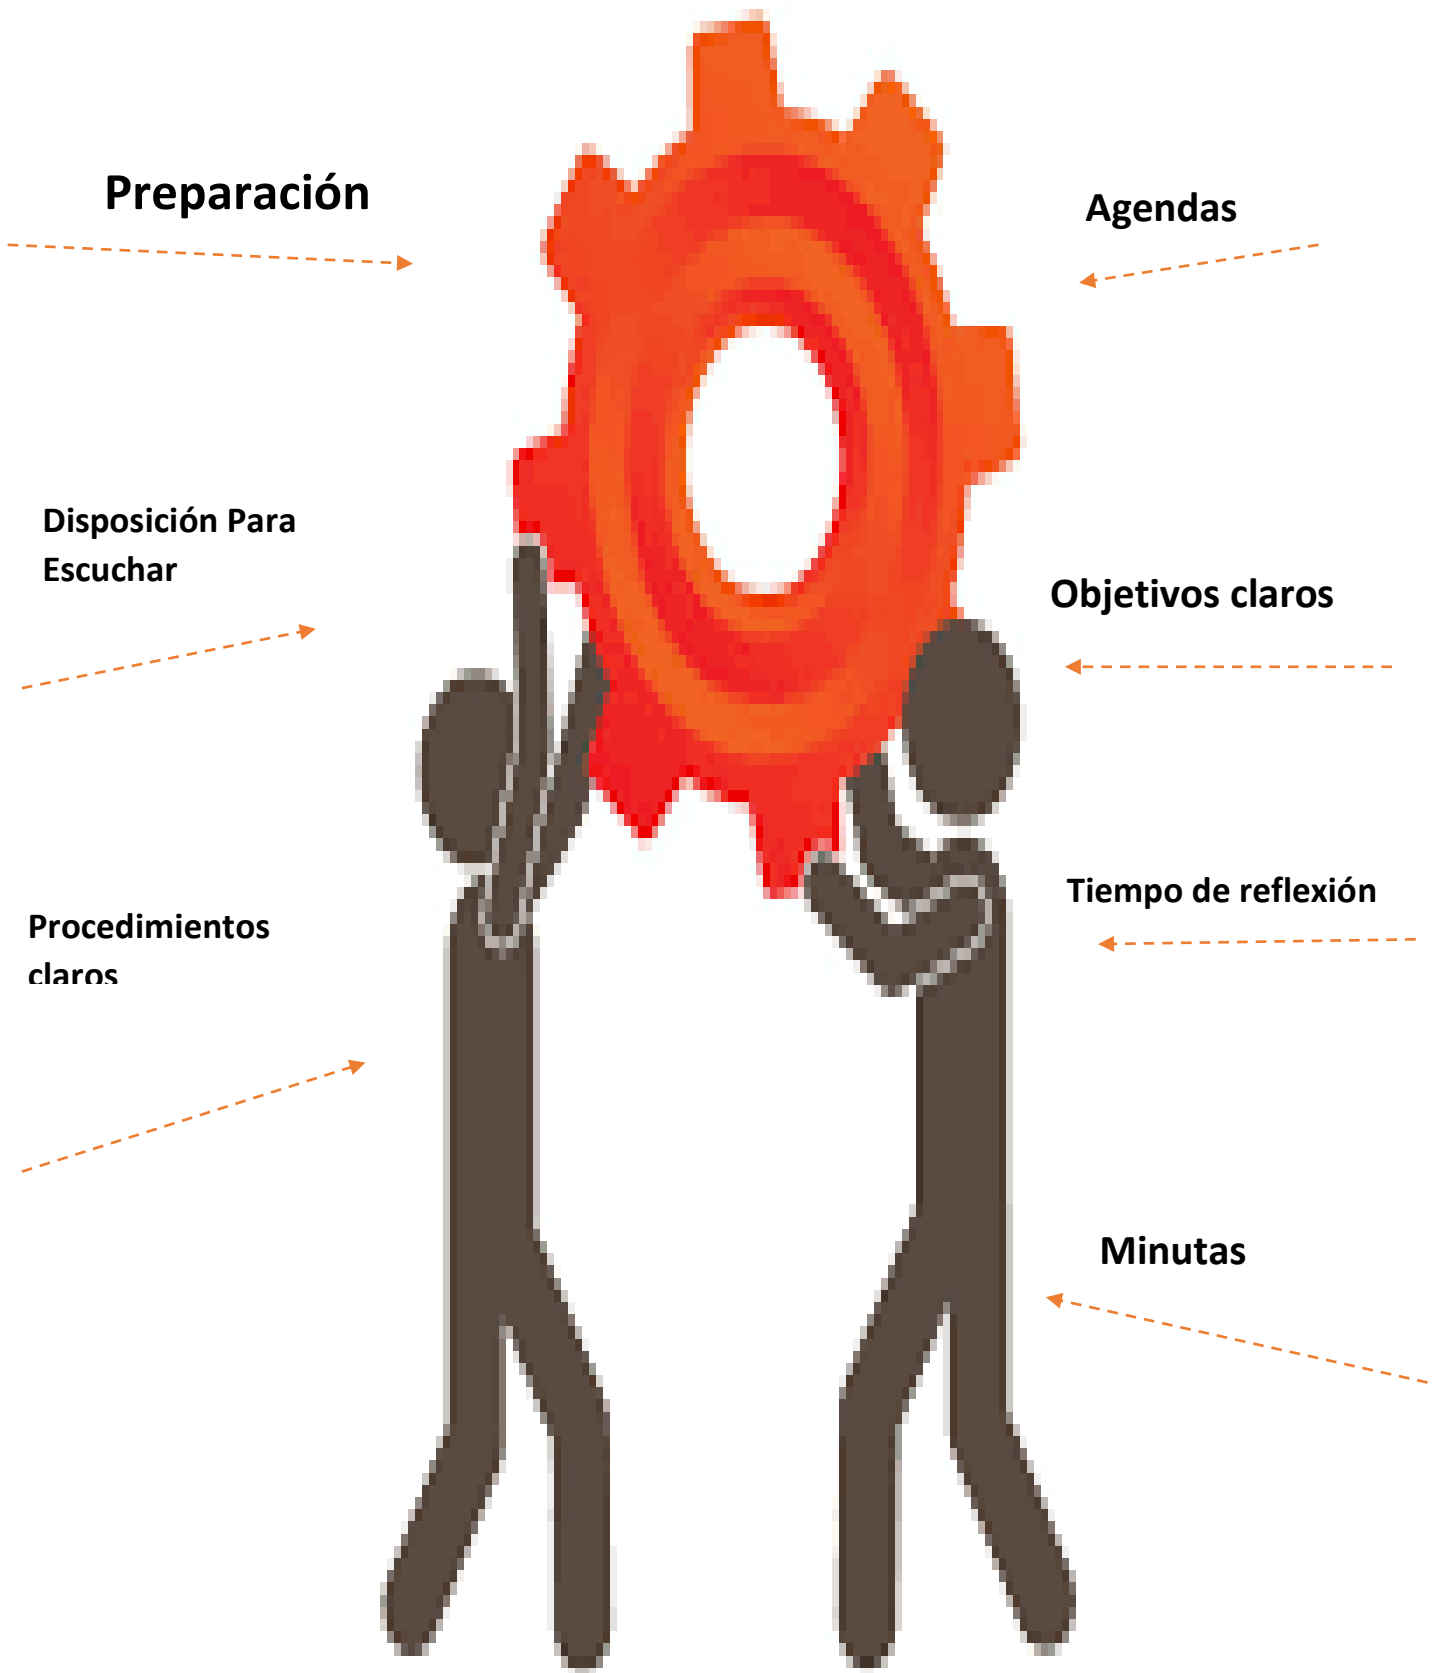 Preparación
Agendas
Disposición Para
Escuchar
Objetivos claros
Tiempo de reflexión
Procedimientos
claros
Minutas